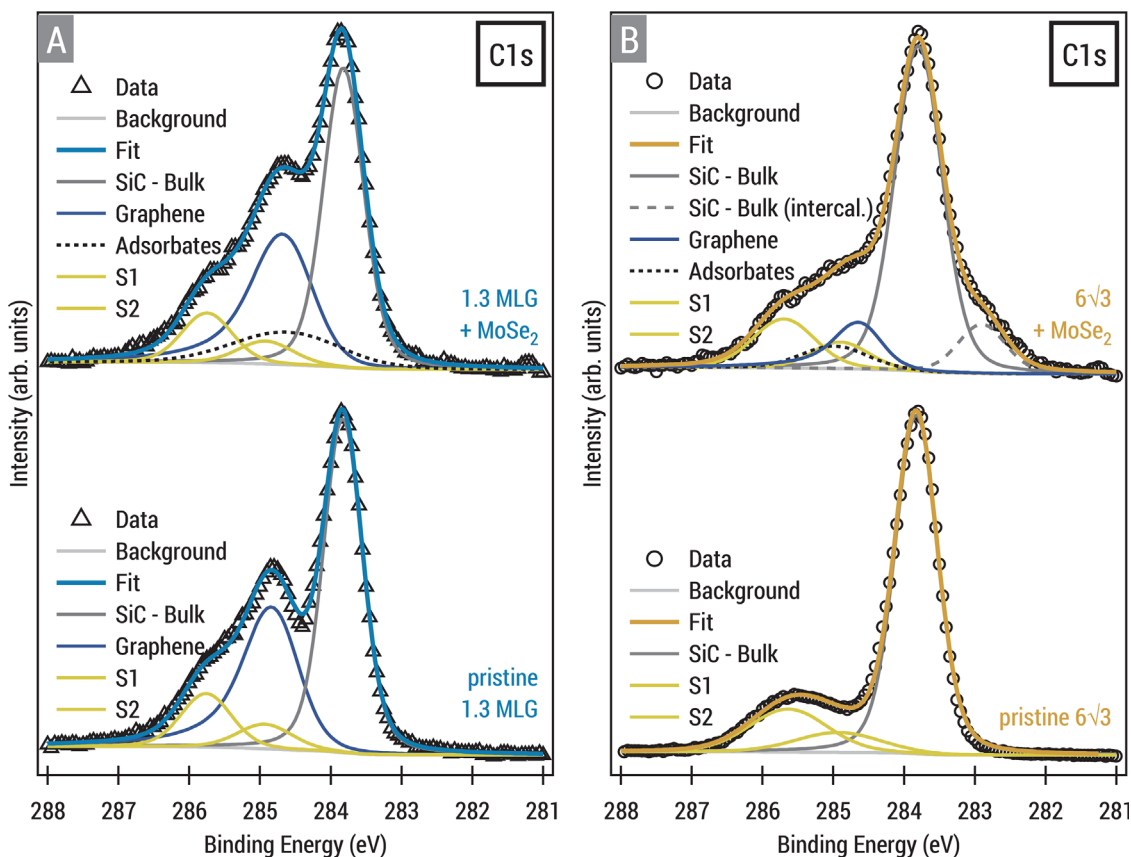 A
C1s
Data
Background
Fit
SiC - Bulk
Graphene
Adsorbates
S1
S2
1.3 MLG
+ MoSe₂
Data
Background
Fit
SiC - Bulk
Graphene
S1
S2
pristine
1.3 MLG
Intensity (arb. units)
288 287 286 285 284 283 282 281
Binding Energy (eV)
B
C1s
Data
Background
Fit
SiC - Bulk
SiC - Bulk (intercal.)
Graphene
Adsorbates
S1
S2
6√3
+ MoSe₂
Data
Background
Fit
SiC - Bulk
S1
S2
pristine 6√3
Intensity (arb. units)
288 287 286 285 284 283 282 281
Binding Energy (eV)